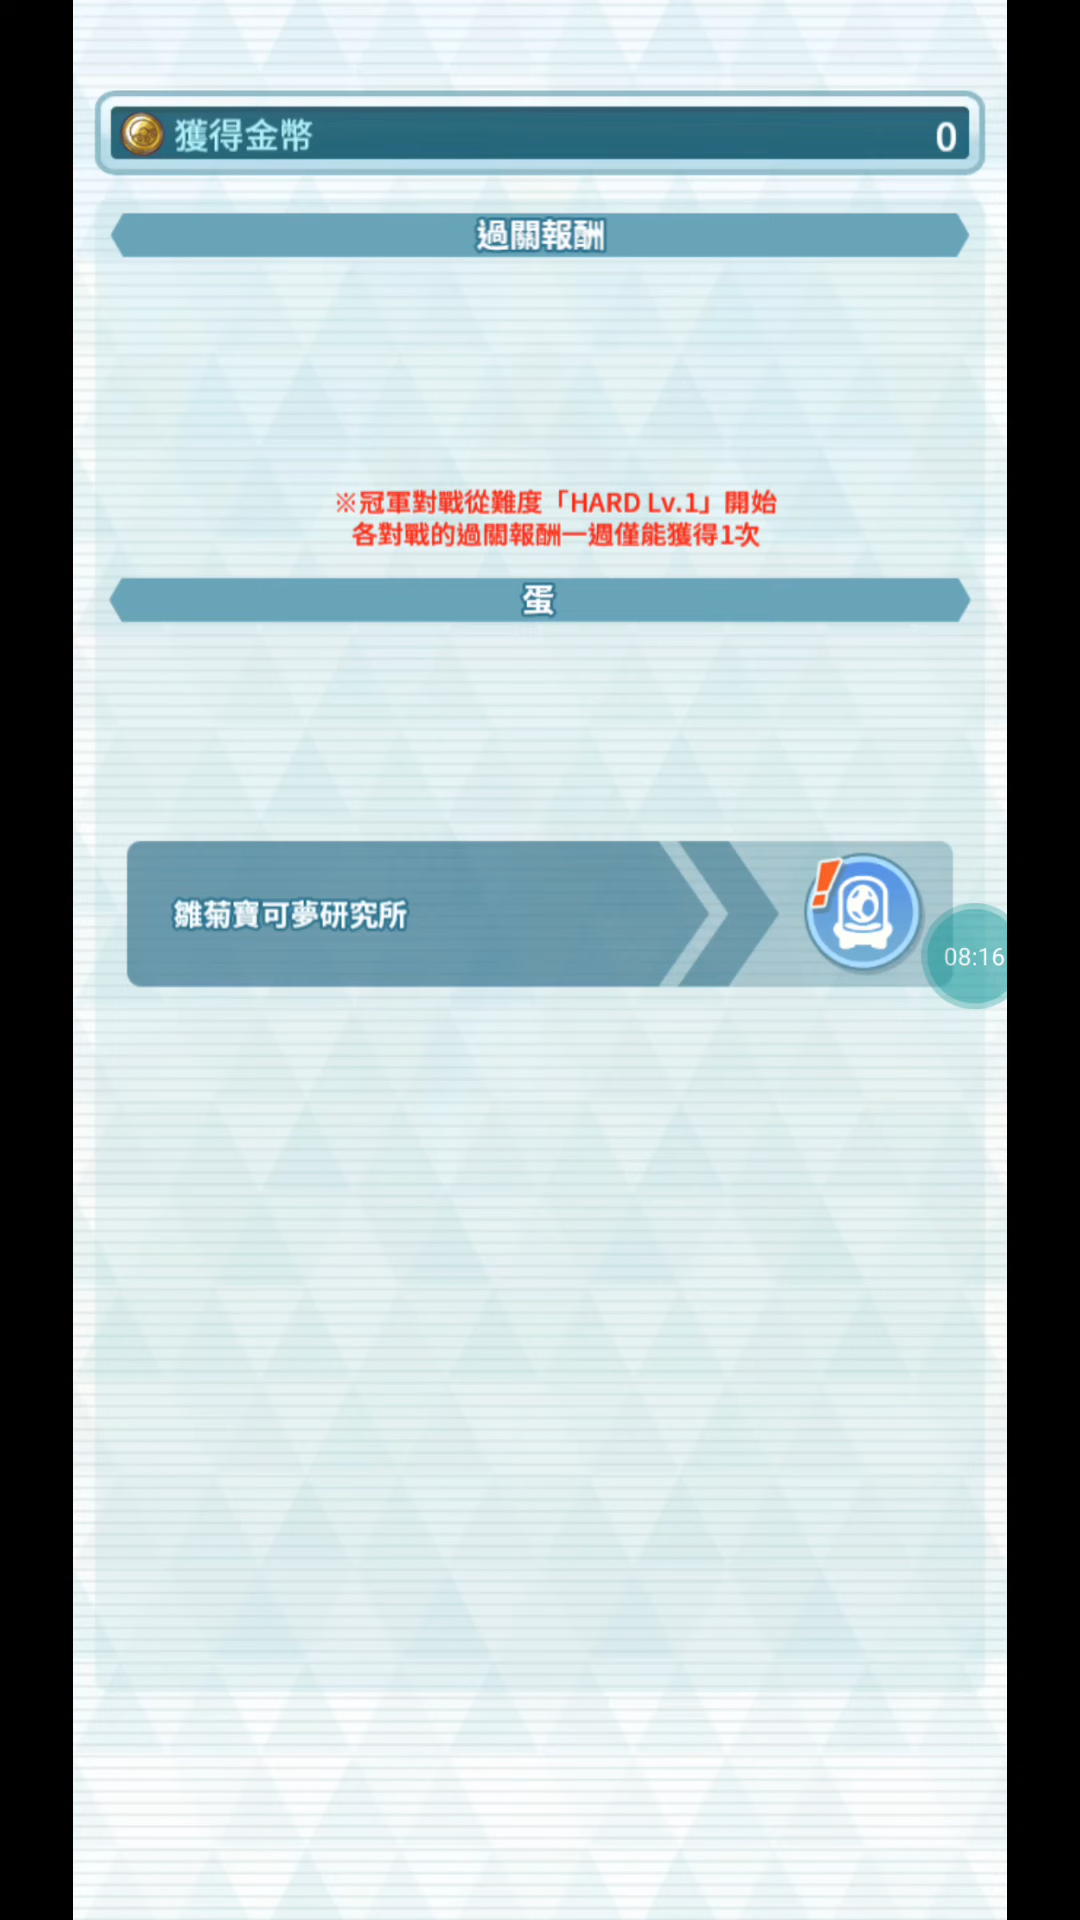 獲得金幣
0
過關報酬
※冠軍對戰從難度「HARD Lv.1」開始
各對戰的過關報酬一週僅能獲得1次
蛋
雛菊寶可夢研究所
08:16